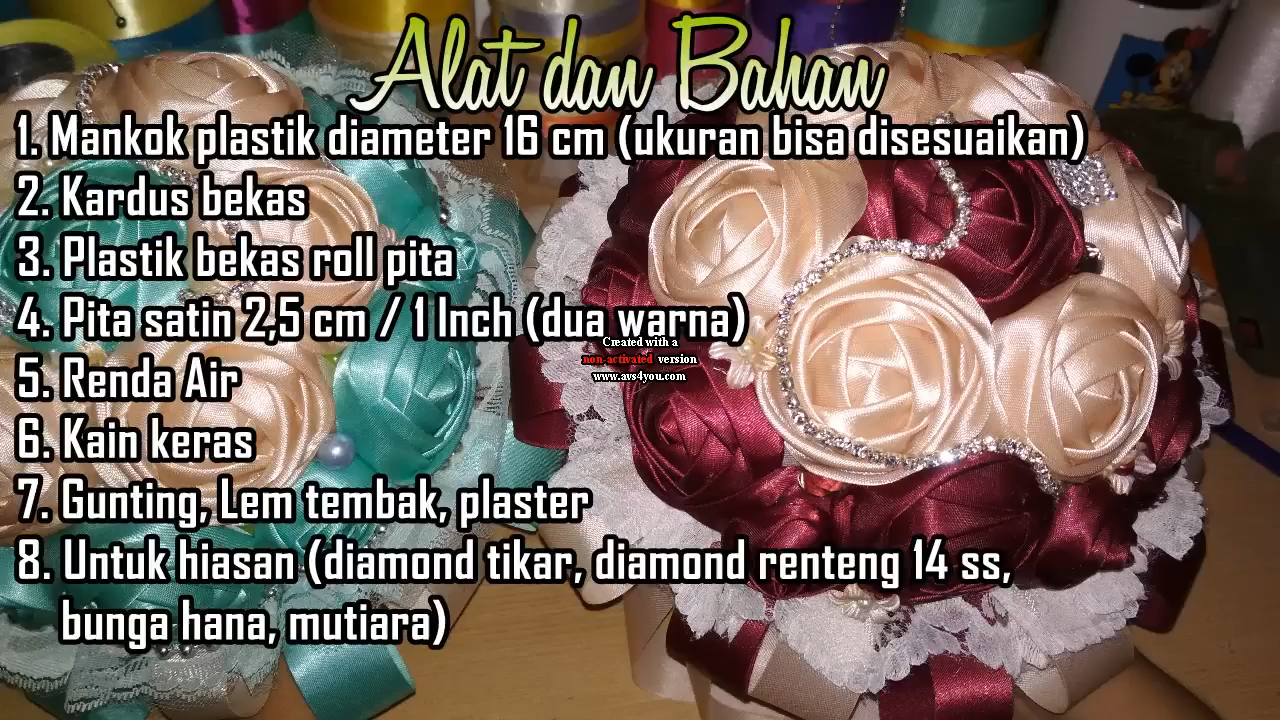 Alat dan Bahan
1. Mankok plastik diameter 16 cm (ukuran bisa disesuaikan)
2. Kardus bekas
3. Plastik bekas roll pita
4. Pita satin 2,5 cm / 1 Inch (dua warna)
Created with a
non-activated version
www.avs4you.com
5. Renda Air
6. Kain keras
7. Gunting, Lem tembak, plaster
8. Untuk hiasan (diamond tikar, diamond renteng 14 ss,
bunga hana, mutiara)